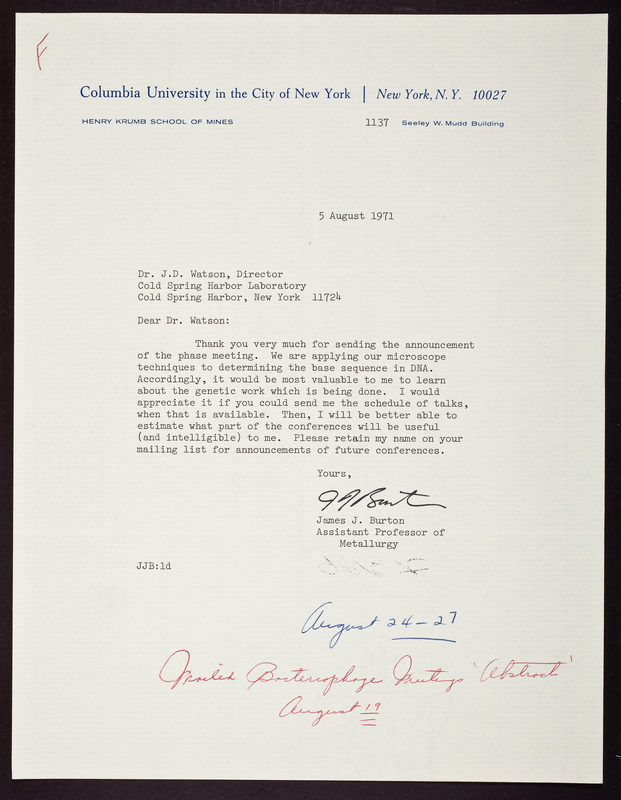 F
Columbia University in the City of New York | New York, N. Y. 10027
HENRY KRUMB SCHOOL OF MINES 1137 Seeley W. Mudd Building
5 August 1971
Dr. J.D. Watson, Director
Cold Spring Harbor Laboratory
Cold Spring Harbor, New York 11724
Dear Dr. Watson:
Thank you very much for sending the announcement
of the phase meeting. We are applying our microscope
techniques to determining the base sequence in DNA.
Accordingly, it would be most valuable to me to learn
about the genetic work which is being done. I would
appreciate it if you could send me the schedule of talks,
when that is available. Then, I will be better able to
estimate what part of the conferences will be useful
(and intelligible) to me. Please retain my name on your
mailing list for announcements of future conferences.
Yours,
JJBurton
James J. Burton
Assistant Professor of
Metallurgy
JJB:ld
August 24-27
Mailed Bacteriophage Meetings 'Abstract'
August 19